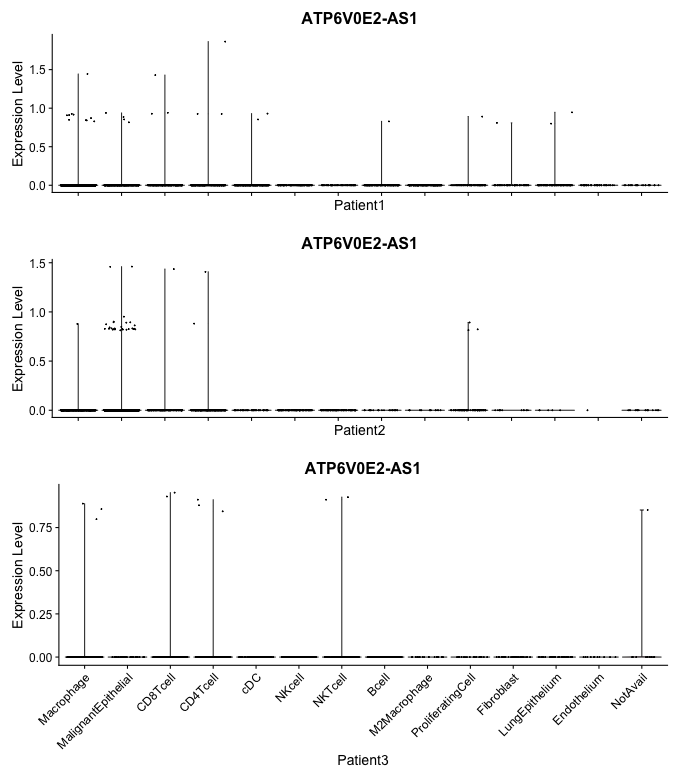 ATP6V0E2-AS1
Expression Level
1.5
1.0
0.5
0.0
Patient1
ATP6V0E2-AS1
Expression Level
1.5
1.0
0.5
0.0
Patient2
ATP6V0E2-AS1
Expression Level
0.75
0.50
0.25
0.00
Macrophage
MalignantEpithelial
CD8Tcell
CD4Tcell
cDC
NKcell
NKTcell
Bcell
M2Macrophage
ProliferatingCell
Fibroblast
LungEpithelium
Endothelium
NotAvail
Patient3